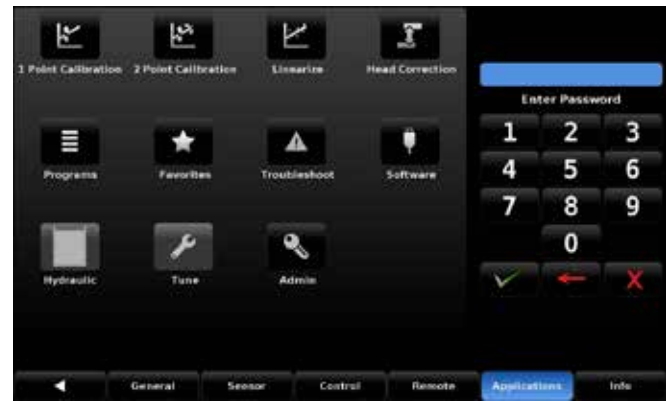 1 Point Calibration 2 Point Calibration Linearize Head Correction
Programs Favorites Troubleshoot Software
Hydraulic Tune Admin
Enter Password
1 2 3
4 5 6
7 8 9
0
General Sensor Control Remote Applications Info